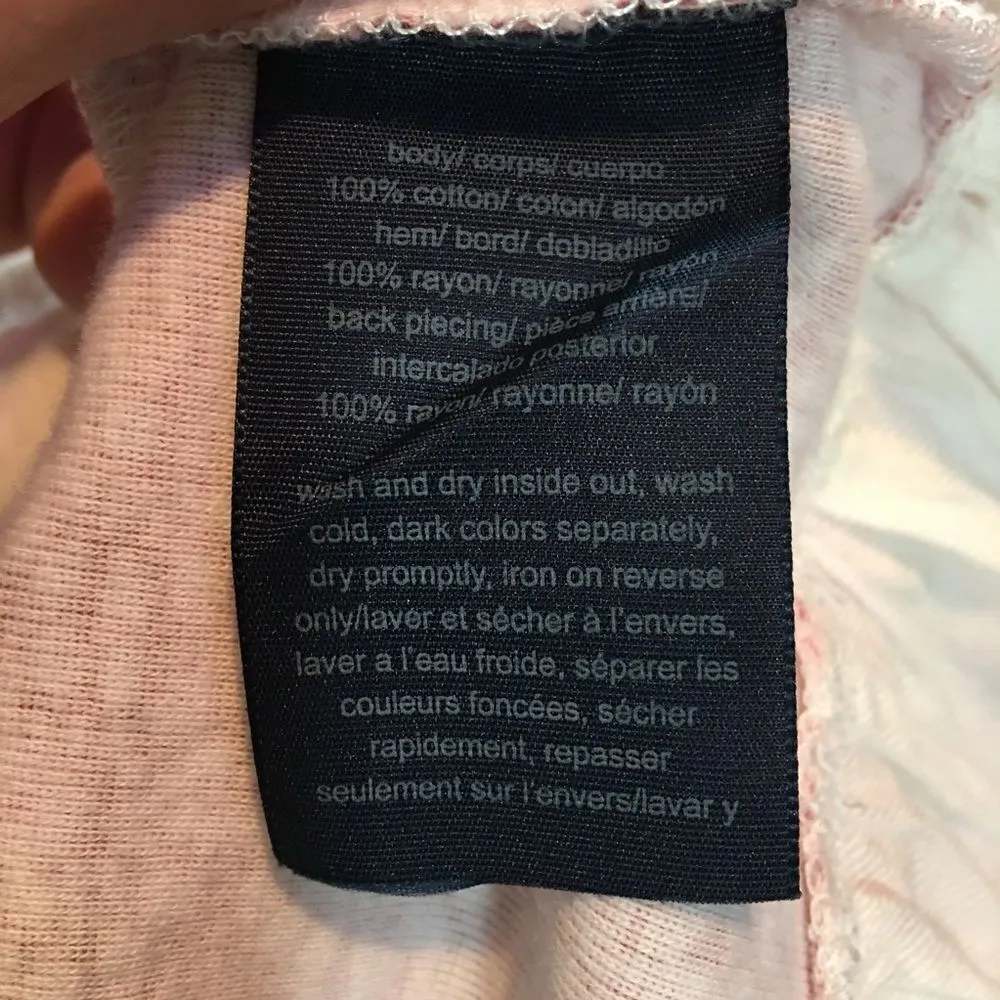 body/ corps/ cuerpo
100% cotton/ coton/ algodón
hem/ bord/ dobladillo
100% rayon/ rayonne/ rayón
back piecing/ pièce arrière/
intercalado posterior
100% rayon/ rayonne/ rayón
wash and dry inside out, wash
cold, dark colors separately,
dry promptly, iron on reverse
only/laver et sécher à l'envers,
laver a l'eau froide, séparer les
couleurs foncées, sécher
rapidement, repasser
seulement sur l'envers/lavar y